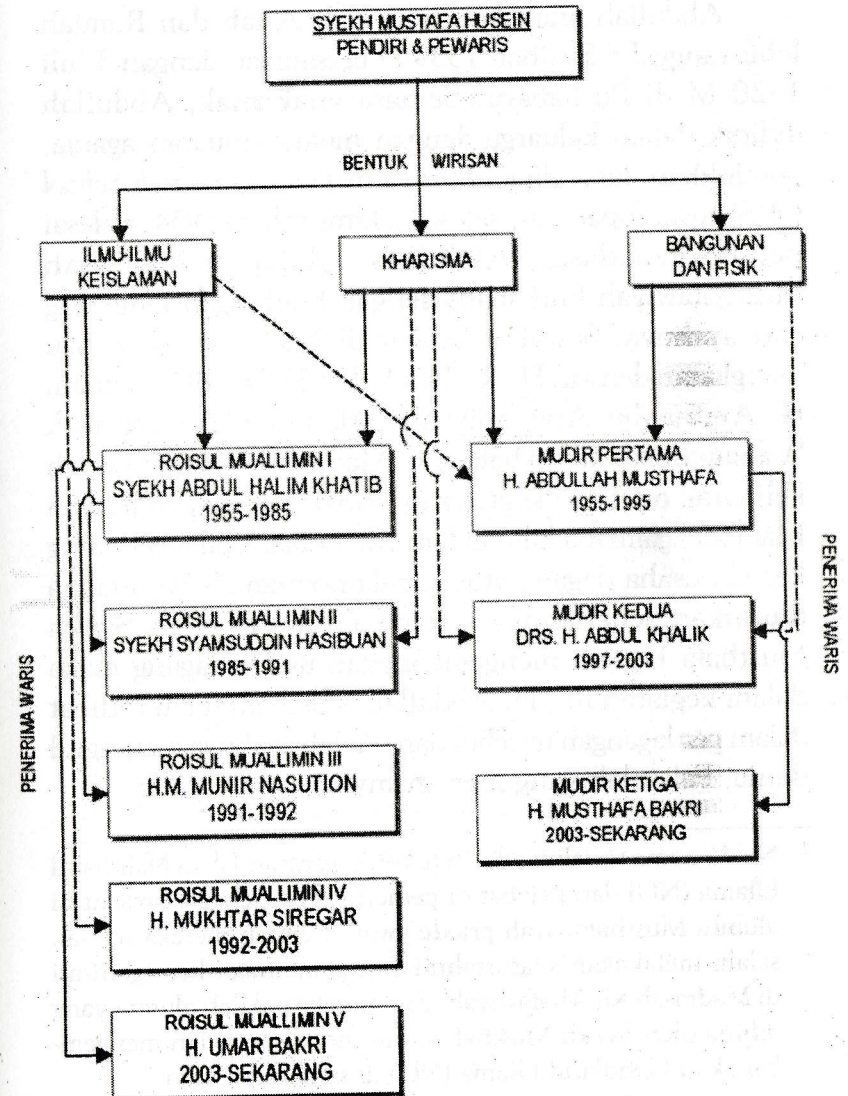 SYEKH MUSTAFA HUSEIN
PENDIRI & PEWARIS
BENTUK WIRISAN
ILMU-ILMU
KEISLAMAN
KHARISMA
BANGUNAN
DAN FISIK
ROISUL MUALLIMIN I
SYEKH ABDUL HALIM KHATIB
1955-1985
MUDIR PERTAMA
H. ABDULLAH MUSTHAFA
1955-1995
ROISUL MUALLIMIN II
SYEKH SYAMSUDDIN HASIBUAN
1985-1991
MUDIR KEDUA
DRS. H. ABDUL KHALIK
1997-2003
PENERIMA WARIS
PENERIMA WARIS
ROISUL MUALLIMIN III
H.M. MUNIR NASUTION
1991-1992
MUDIR KETIGA
H. MUSTHAFA BAKRI
2003-SEKARANG
ROISUL MUALLIMIN IV
H. MUKHTAR SIREGAR
1992-2003
ROISUL MUALLIMIN V
H. UMAR BAKRI
2003-SEKARANG